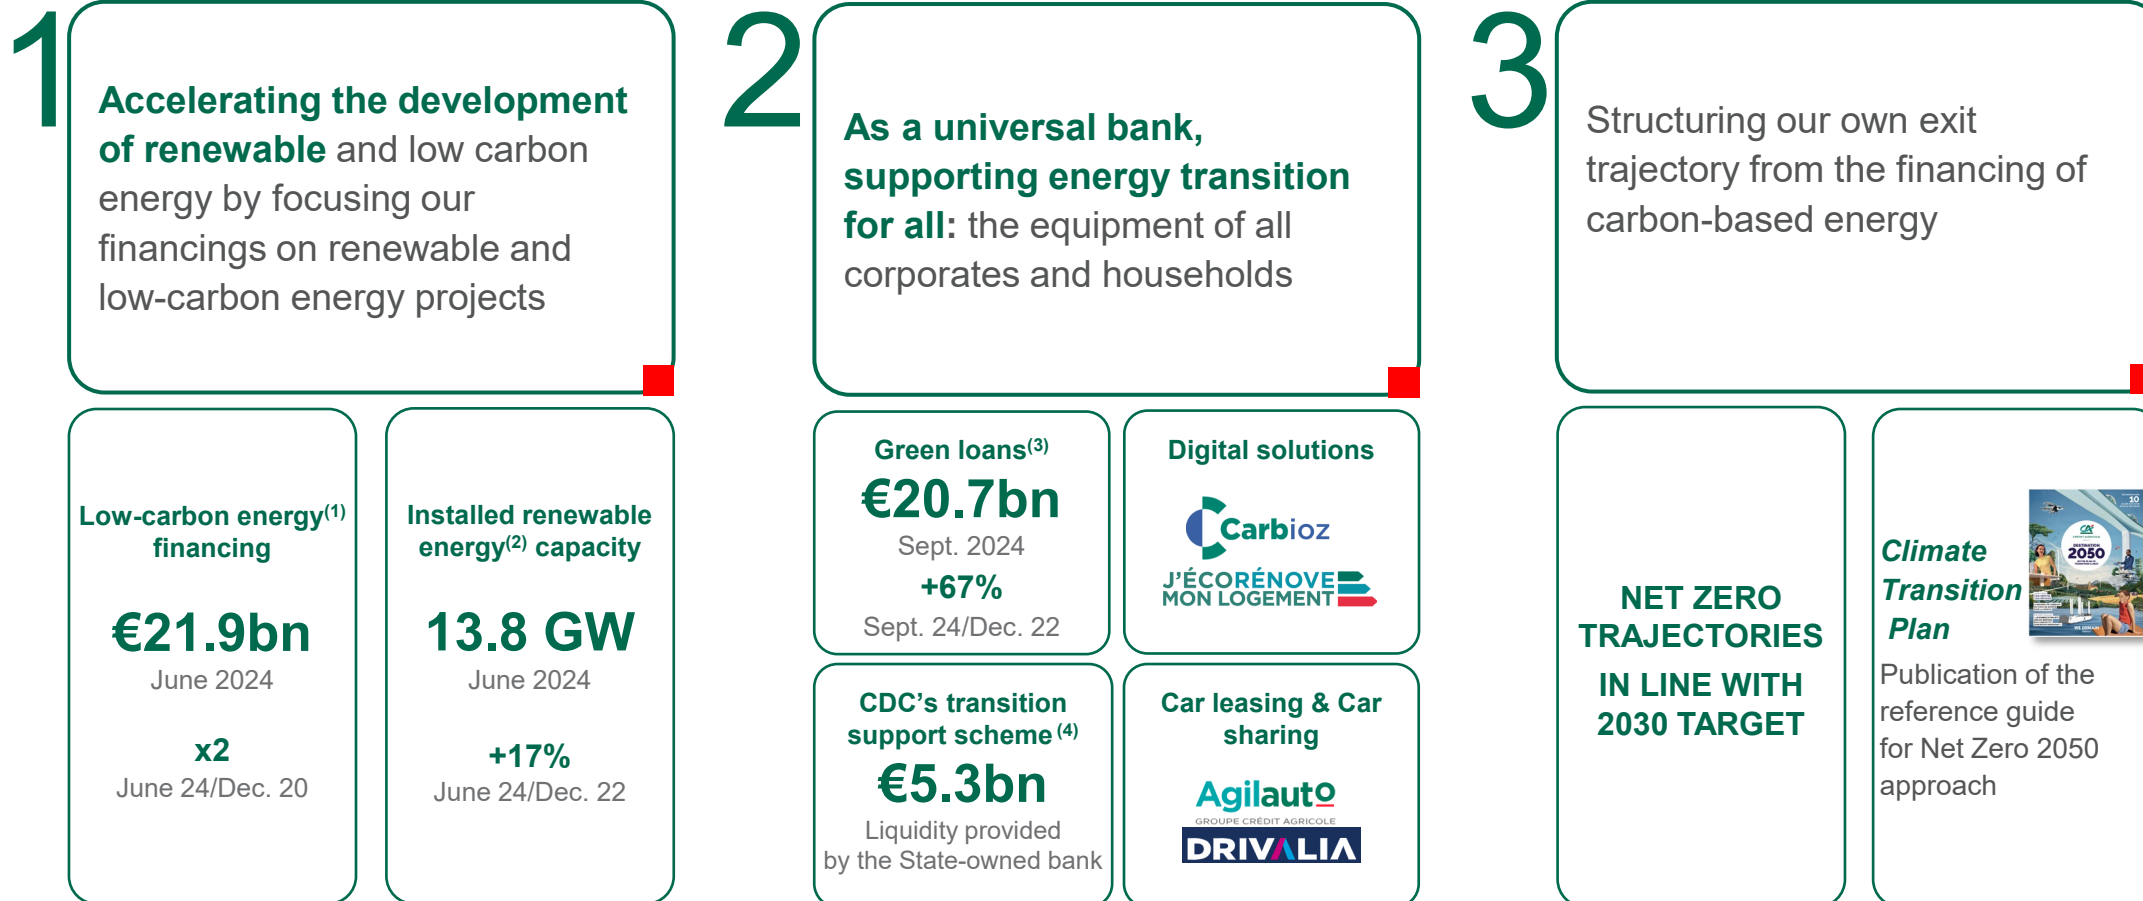 1
Accelerating the development
of renewable and low carbon
energy by focusing our
financings on renewable and
low-carbon energy projects
Low-carbon energy(1)
financing
€21.9bn
June 2024
x2
June 24/Dec. 20
Installed renewable
energy(2) capacity
13.8 GW
June 2024
+17%
June 24/Dec. 22
2
As a universal bank,
supporting energy transition
for all: the equipment of all
corporates and households
Green loans(3)
€20.7bn
Sept. 2024
+67%
Sept. 24/Dec. 22
Digital solutions
Carbioz
J'ÉCORÉNOVE
MON LOGEMENT
CDC’s transition
support scheme (4)
€5.3bn
Liquidity provided
by the State-owned bank
Car leasing & Car
sharing
Agilauto
GROUPE CRÉDIT AGRICOLE
DRIVALIA
3
Structuring our own exit
trajectory from the financing of
carbon-based energy
NET ZERO
TRAJECTORIES
IN LINE WITH
2030 TARGET
Climate
Transition
Plan
10
DESTINATION
2050
Publication of the
reference guide
for Net Zero 2050
approach